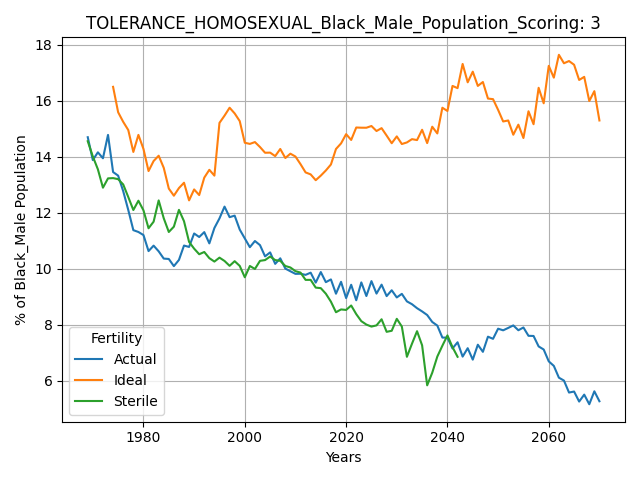 TOLERANCE_HOMOSEXUAL_Black_Male_Population_Scoring: 3
% of Black_Male Population
18
16
14
12
10
8
6
Fertility
Actual
Ideal
Sterile
1980 2000 2020 2040 2060
Years